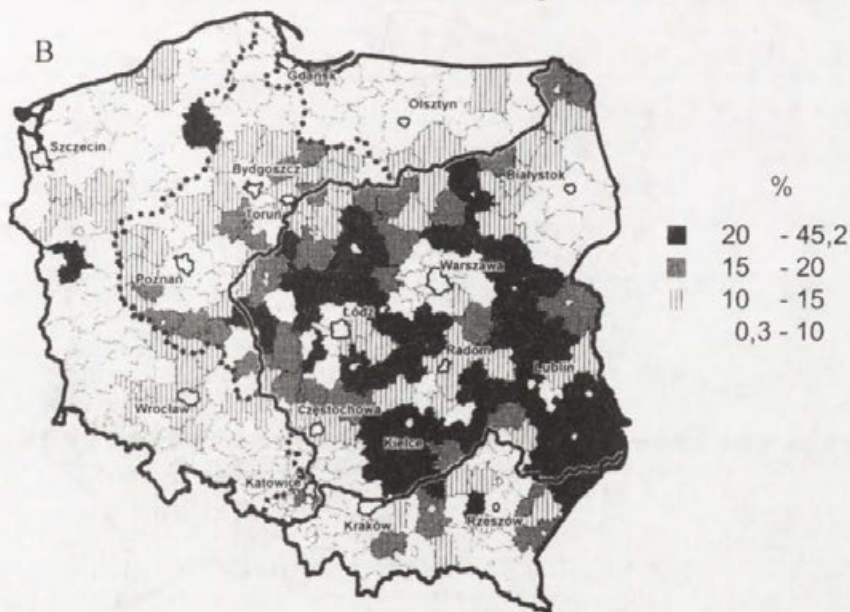 B
Gdańsk
Olsztyn
Szczecin
Bydgoszcz
Białystok
Toruń
%
20 - 45,2
15 - 20
10 - 15
0,3 - 10
Warszawa
Poznań
Łódź
Radom
Lublin
Wrocław
Częstochowa
Kielce
Katowice
Kraków
Rzeszów